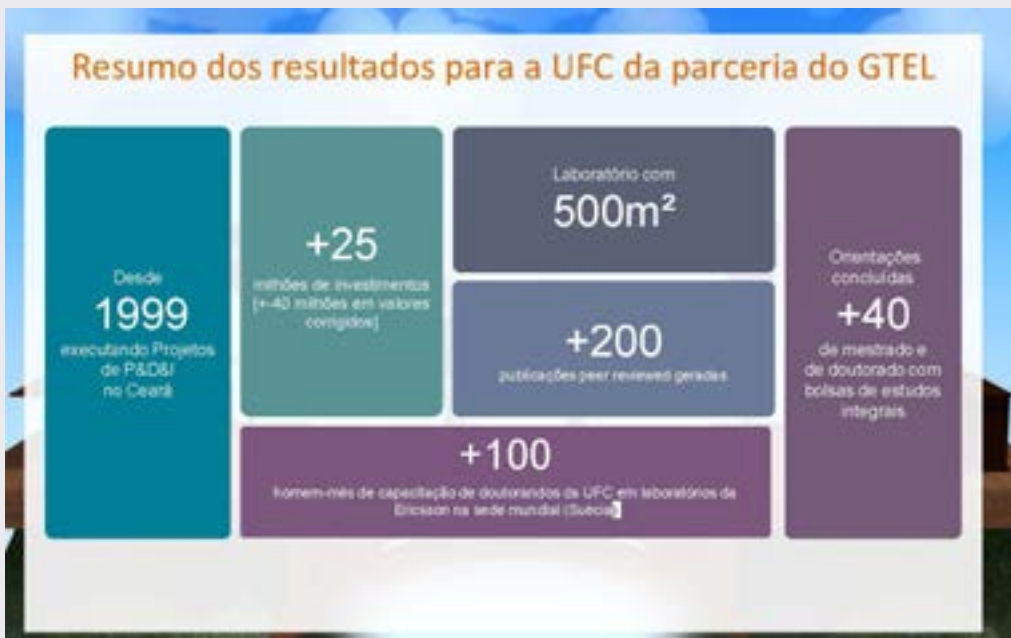 Resumo dos resultados para a UFC da parceria do GTEL
Desde
1999
executando Projetos
de P&D&I
no Ceará
+25
milhões de investimentos
[+-40 milhões em valores
corrigidos]
Laboratório com
500m²
+200
publicações peer reviewed geradas
+100
homem-mês de capacitação de doutorandos da UFC em laboratórios da
Ericsson na sede mundial (Suécia)
Orientações
concluídas
+40
de mestrado e
de doutorado com
bolsas de estudos
integrais